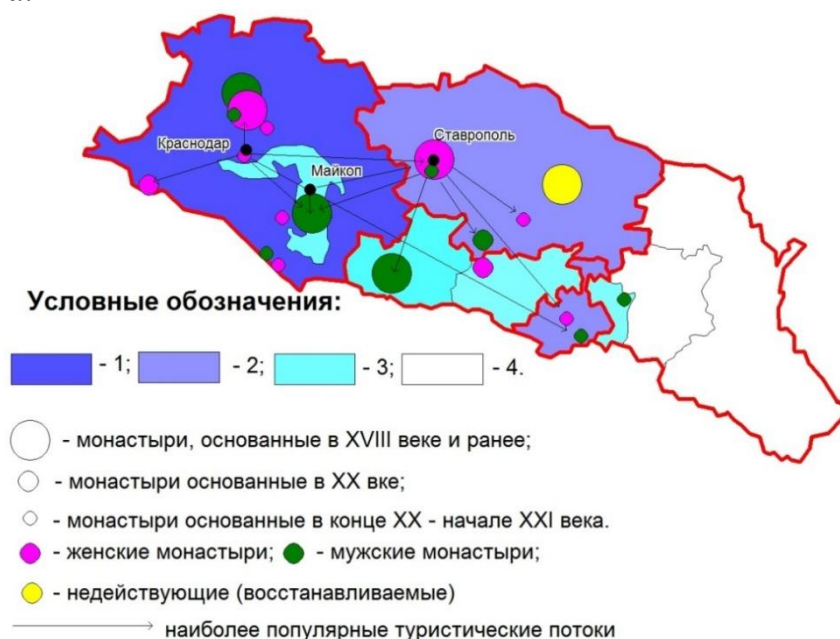 Краснодар
Ставрополь
Майкоп
Условные обозначения:
- 1; - 2; - 3; - 4.
- монастыри, основанные в XVIII веке и ранее;
- монастыри основанные в XX вке;
- монастыри основанные в конце XX - начале XXI века.
- женские монастыри; - мужские монастыри;
- недействующие (восстанавливаемые)
наиболее популярные туристические потоки